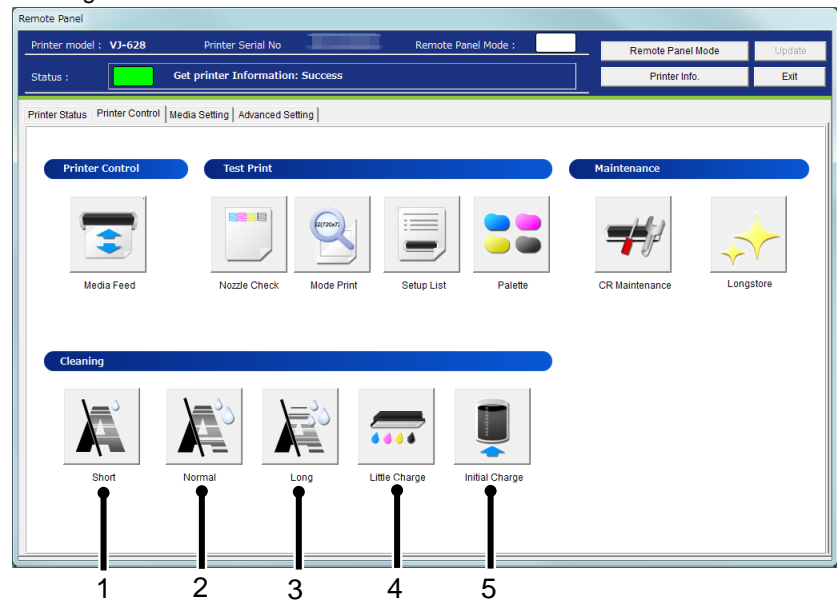 Remote Panel
Printer model : VJ-628 Printer Serial No Remote Panel Mode :
Remote Panel Mode Update
Status : Get printer Information: Success
Printer Info. Exit
Printer Status Printer Control Media Setting Advanced Setting
Printer Control Test Print Maintenance
Media Feed Nozzle Check Mode Print Setup List Palette CR Maintenance Longstore
Cleaning
Short Normal Long Little Charge Initial Charge
1 2 3 4 5